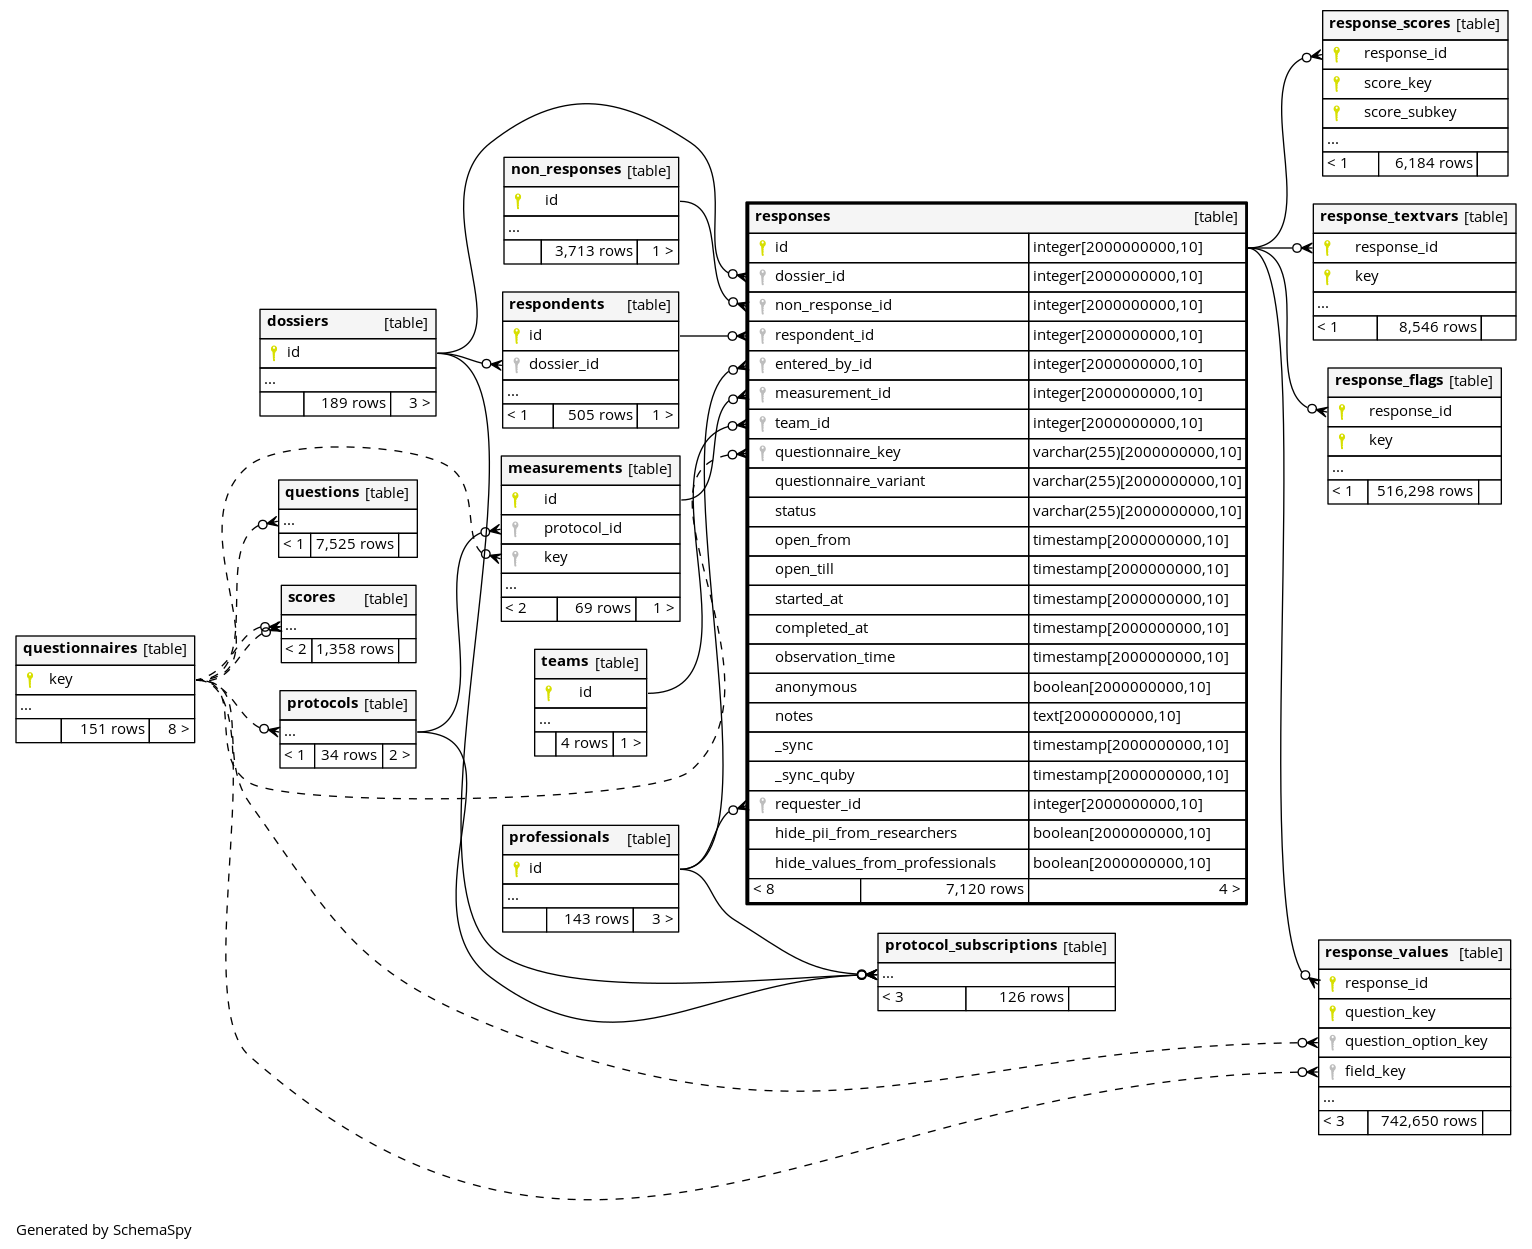 response_scores [table]
response_id
score_key
score_subkey
...
< 1 6,184 rows
non_responses [table]
id
...
3,713 rows 1 >
responses [table]
id integer[2000000000,10]
dossier_id integer[2000000000,10]
non_response_id integer[2000000000,10]
respondent_id integer[2000000000,10]
entered_by_id integer[2000000000,10]
measurement_id integer[2000000000,10]
team_id integer[2000000000,10]
questionnaire_key varchar(255)[2000000000,10]
questionnaire_variant varchar(255)[2000000000,10]
status varchar(255)[2000000000,10]
open_from timestamp[2000000000,10]
open_till timestamp[2000000000,10]
started_at timestamp[2000000000,10]
completed_at timestamp[2000000000,10]
observation_time timestamp[2000000000,10]
anonymous boolean[2000000000,10]
notes text[2000000000,10]
_sync timestamp[2000000000,10]
_sync_quby timestamp[2000000000,10]
requester_id integer[2000000000,10]
hide_pii_from_researchers boolean[2000000000,10]
hide_values_from_professionals boolean[2000000000,10]
< 8 7,120 rows 4 >
response_textvars [table]
response_id
key
...
< 1 8,546 rows
respondents [table]
id
dossier_id
...
< 1 505 rows 1 >
dossiers [table]
id
...
189 rows 3 >
response_flags [table]
response_id
key
...
< 1 516,298 rows
measurements [table]
id
protocol_id
key
...
< 2 69 rows 1 >
questions [table]
...
< 1 7,525 rows
scores [table]
...
< 2 1,358 rows
questionnaires [table]
key
...
151 rows 8 >
teams [table]
id
...
4 rows 1 >
protocols [table]
...
< 1 34 rows 2 >
professionals [table]
id
...
143 rows 3 >
protocol_subscriptions [table]
...
< 3 126 rows
response_values [table]
response_id
question_key
question_option_key
field_key
...
< 3 742,650 rows
Generated by SchemaSpy